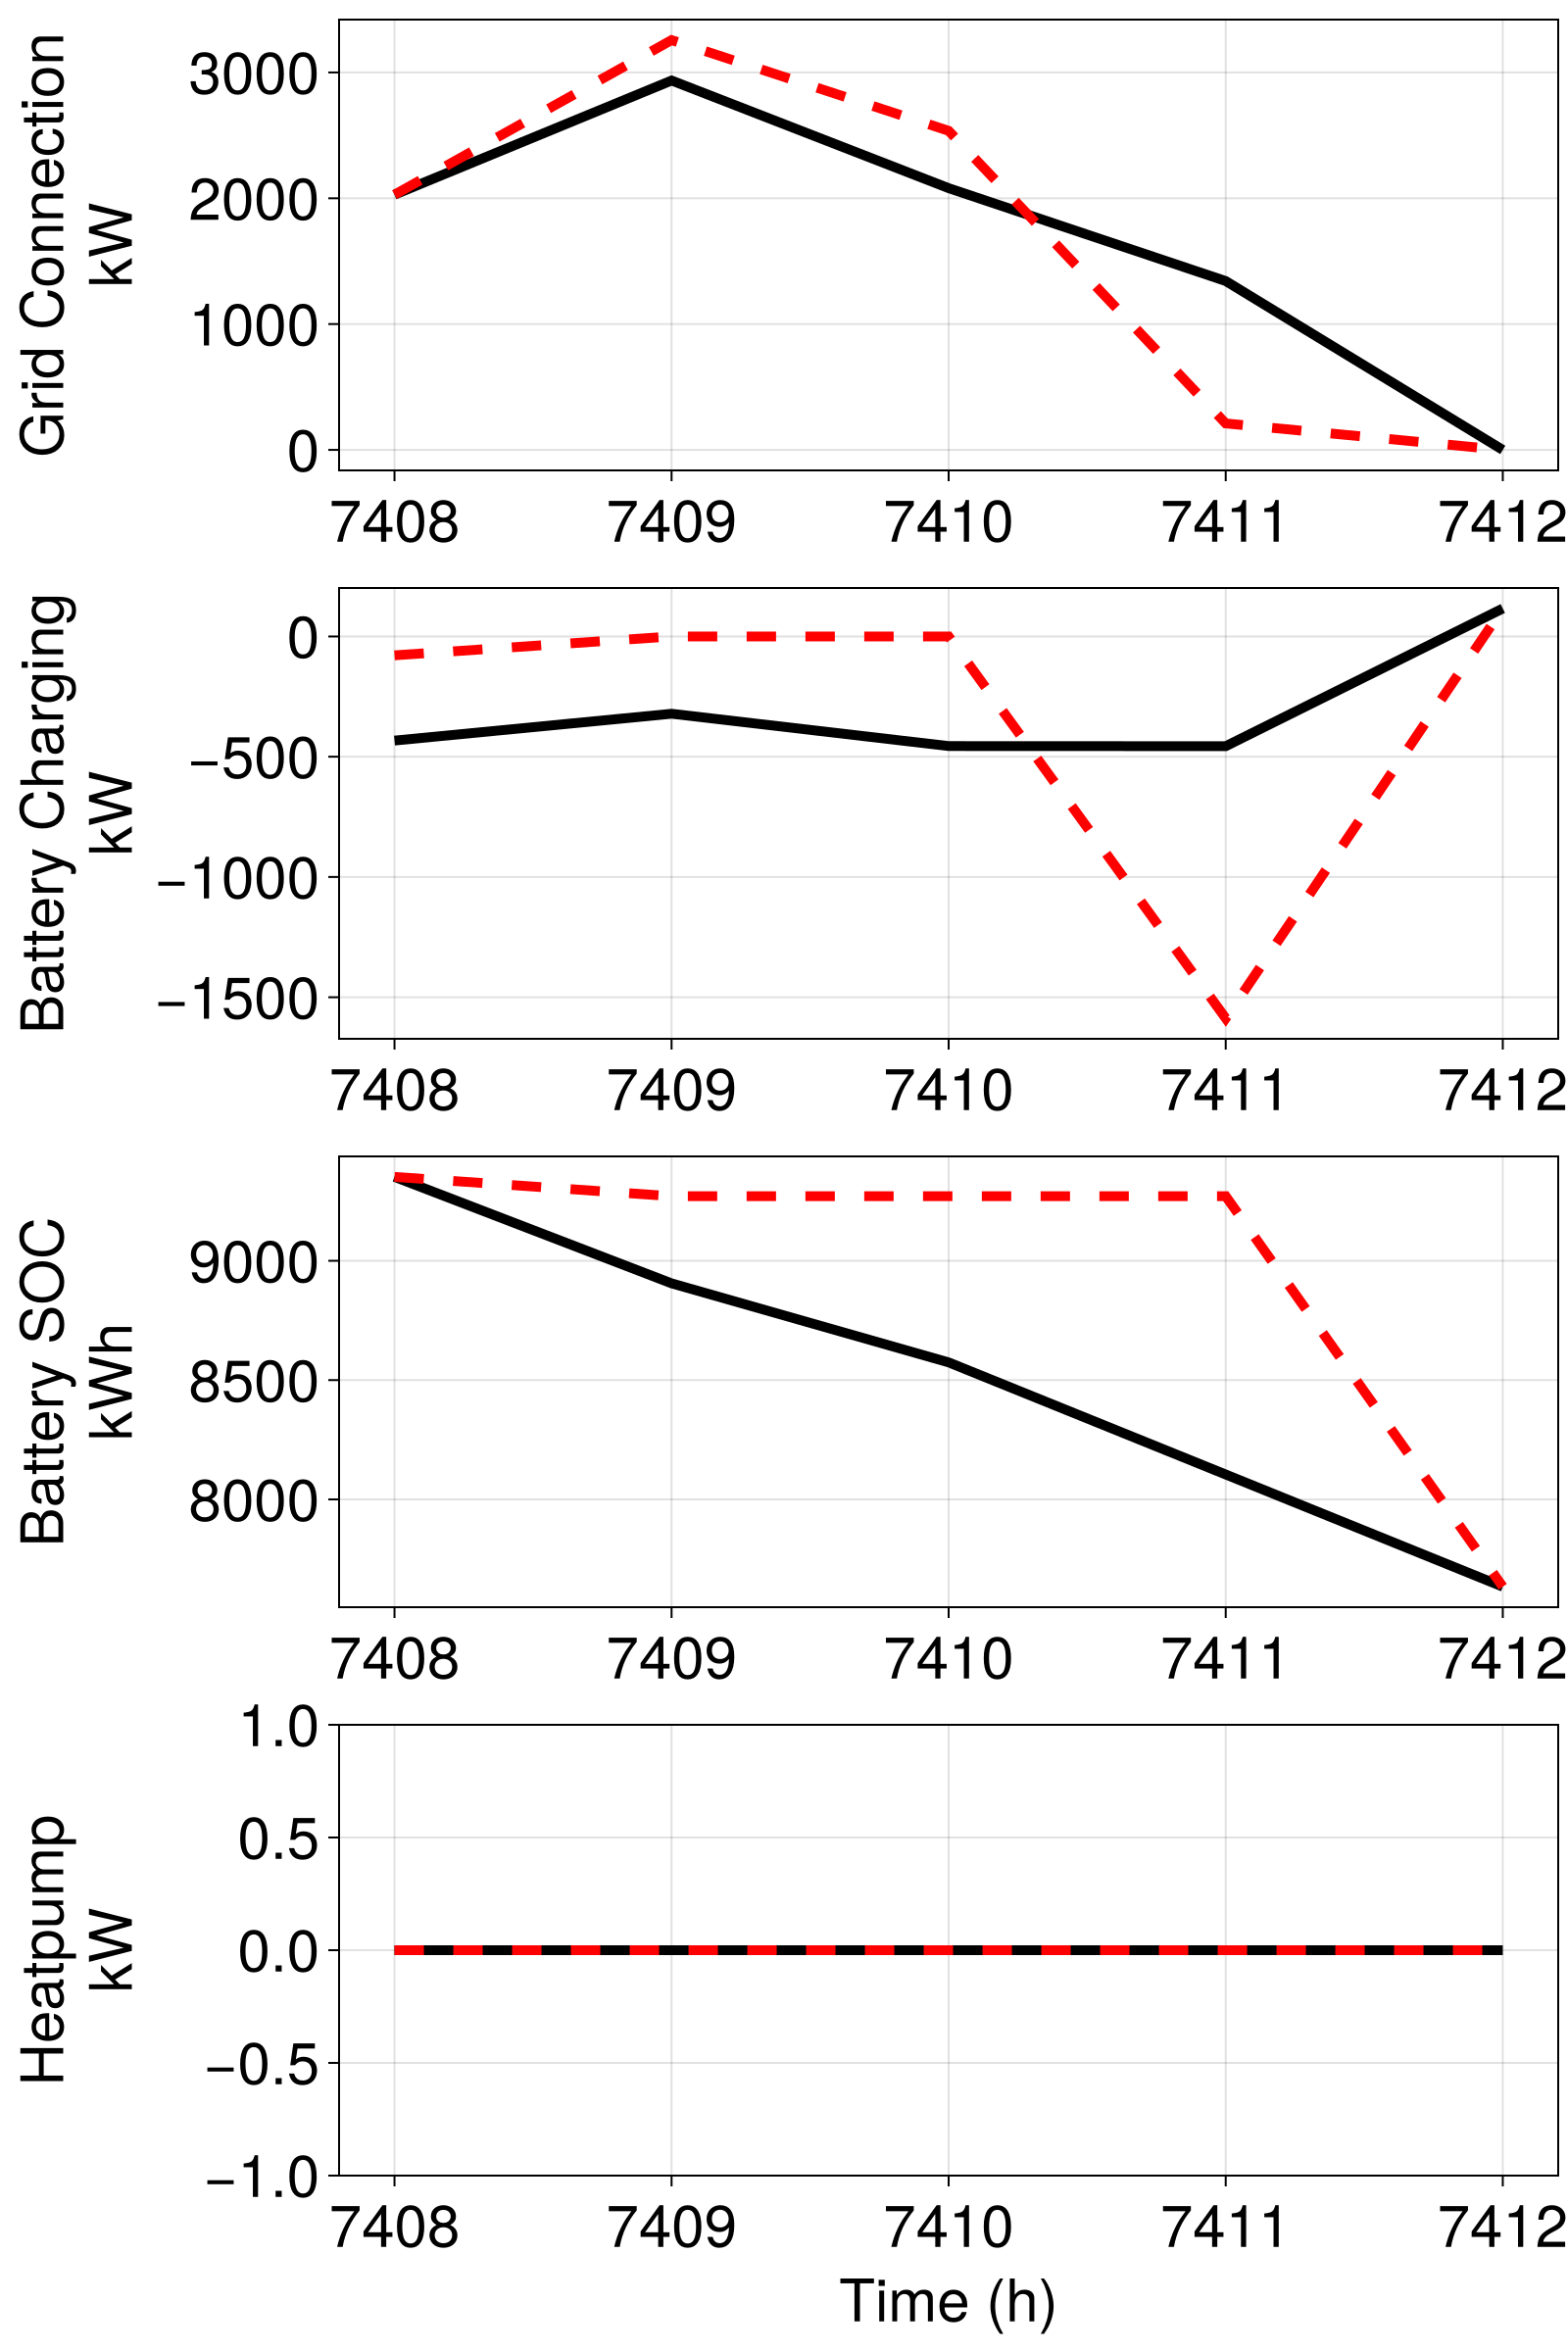 Grid Connection
kW
3000
2000
1000
0
7408 7409 7410 7411 7412
Battery Charging
kW
0
−500
−1000
−1500
7408 7409 7410 7411 7412
Battery SOC
kWh
9000
8500
8000
7408 7409 7410 7411 7412
Heatpump
kW
1.0
0.5
0.0
−0.5
−1.0
7408 7409 7410 7411 7412
Time (h)